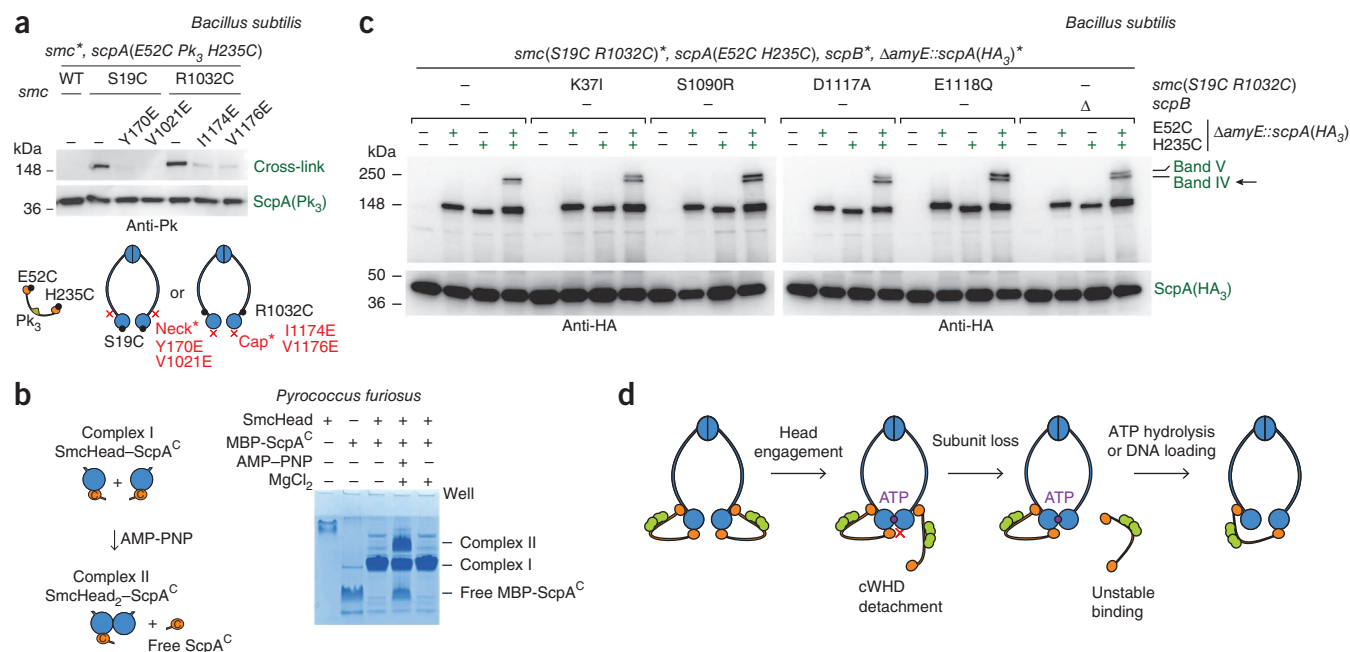 a
Bacillus subtilis
smc*, scpA(E52C Pk3 H235C)
WT S19C R1032C
smc – – Y170E V1021E – I1174E V1176E
kDa
148 –
Cross-link
36 –
ScpA(Pk3)
Anti-Pk
E52C
H235C
Pk3
or
S19C
Neck*
Y170E
V1021E
R1032C
Cap*
I1174E
V1176E
b
Complex I
SmcHead–ScpA^C
C + C
↓AMP-PNP
Complex II
SmcHead2–ScpA^C
C + C
Free ScpA^C
Pyrococcus furiosus
SmcHead + – + + +
MBP-ScpA^C – + + + +
AMP–PNP – – – + –
MgCl2 – – – + +
Well
– Complex II
– Complex I
– Free MBP-ScpA^C
c
Bacillus subtilis
smc(S19C R1032C)*, scpA(E52C H235C), scpB*, ΔamyE::scpA(HA3)*
– K37I S1090R D1117A E1118Q – smc(S19C R1032C)
– – – – – Δ scpB
– + – + – + – + – + – + – + – + – + – + – + – + E52C
– – + + – – + + – – + + – – + + – – + + – – + + H235C
ΔamyE::scpA(HA3)
kDa
250 –
148 –
Band V
Band IV ←
50 –
36 –
ScpA(HA3)
Anti-HA
Anti-HA
d
Head
engagement
Subunit loss
ATP hydrolysis
or DNA loading
ATP
ATP
cWHD
detachment
Unstable
binding